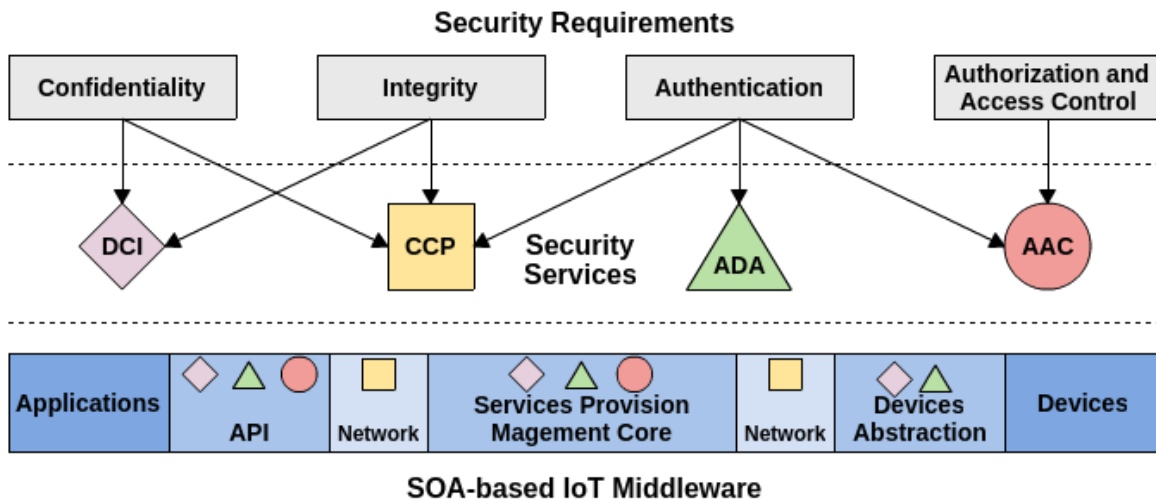 Security Requirements
Confidentiality
Integrity
Authentication
Authorization and
Access Control
DCI
CCP
Security
Services
ADA
AAC
Applications
API
Network
Services Provision
Magement Core
Network
Devices
Abstraction
Devices
SOA-based IoT Middleware